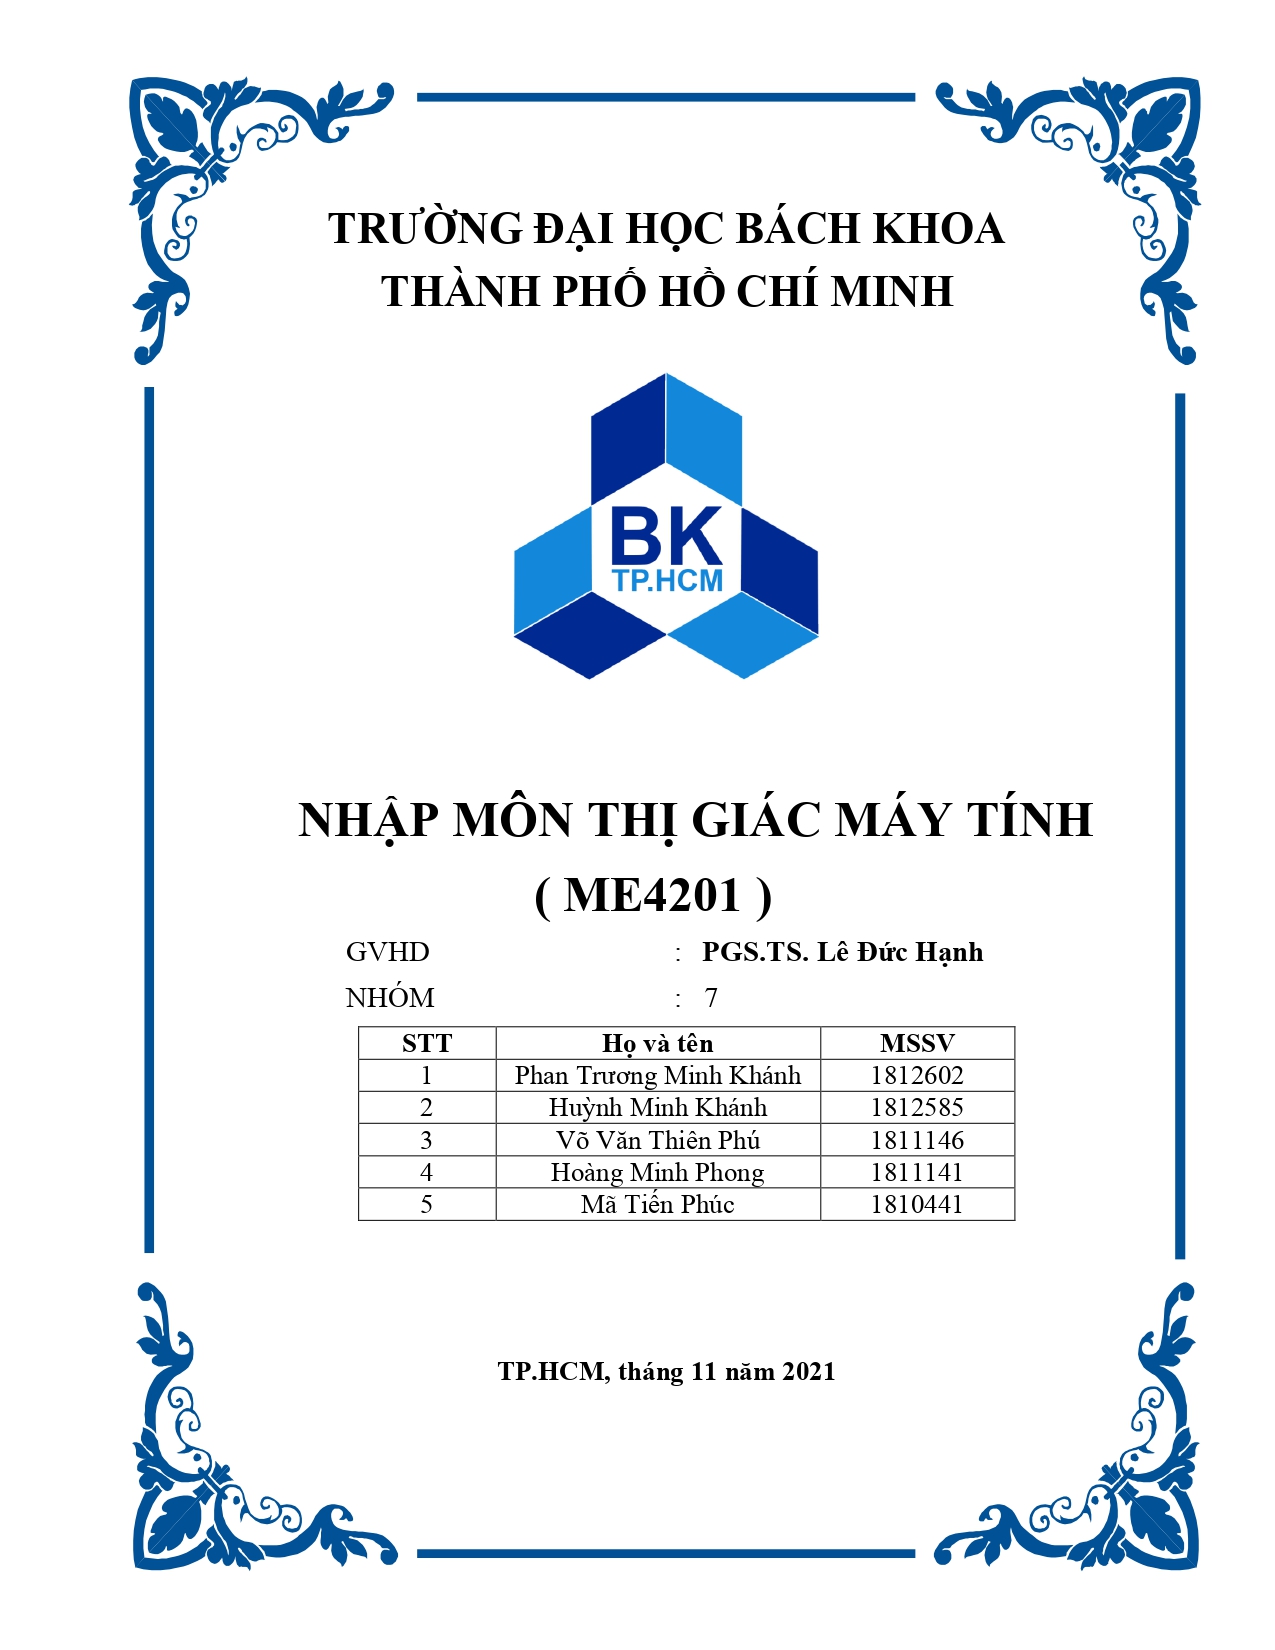 TRƯỜNG ĐẠI HỌC BÁCH KHOA
THÀNH PHỐ HỒ CHÍ MINH
BK
TP.HCM
NHẬP MÔN THỊ GIÁC MÁY TÍNH
( ME4201 )
GVHD : PGS.TS. Lê Đức Hạnh
NHÓM : 7
STT Họ và tên MSSV
1 Phan Trương Minh Khánh 1812602
2 Huỳnh Minh Khánh 1812585
3 Võ Văn Thiên Phú 1811146
4 Hoàng Minh Phong 1811141
5 Mã Tiến Phúc 1810441
TP.HCM, tháng 11 năm 2021